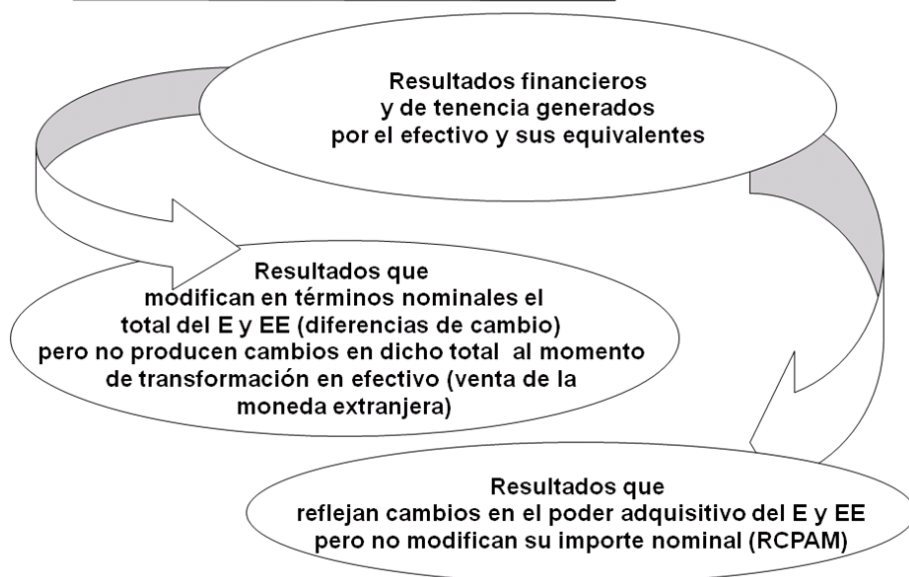 Resultados financieros
y de tenencia generados
por el efectivo y sus equivalentes
Resultados que
modifican en términos nominales el
total del E y EE (diferencias de cambio)
pero no producen cambios en dicho total al momento
de transformación en efectivo (venta de la
moneda extranjera)
Resultados que
reflejan cambios en el poder adquisitivo del E y EE
pero no modifican su importe nominal (RCPAM)